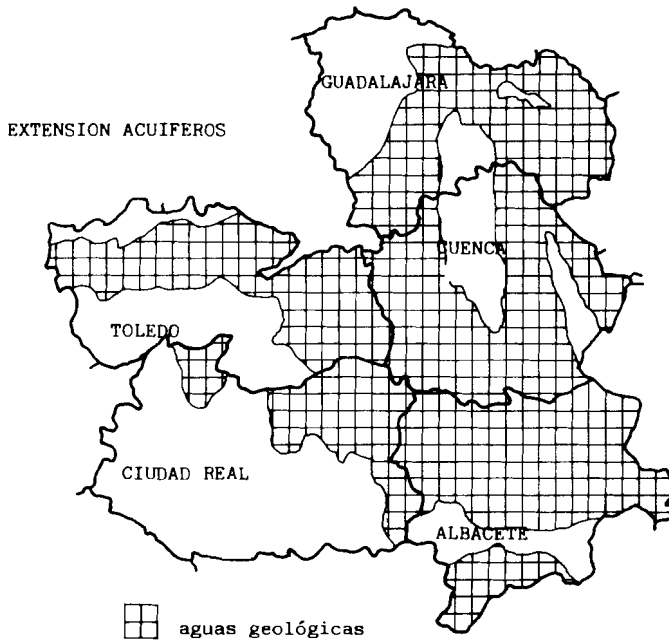 GUADALAJARA
EXTENSION ACUIFEROS
CUENCA
TOLEDO
CIUDAD REAL
ALBACETE
aguas geológicas